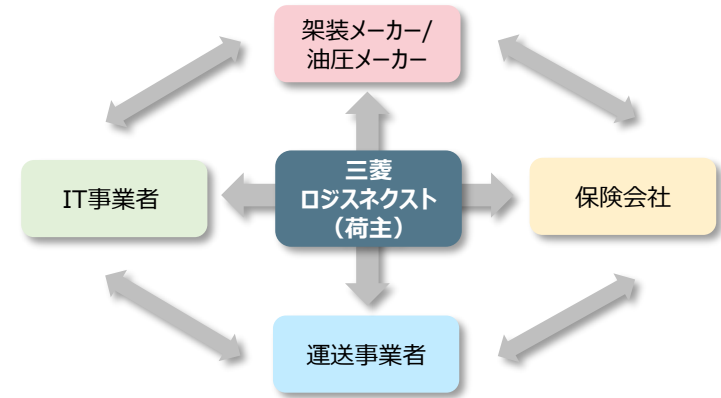 架装メーカー/
油圧メーカー
IT事業者
三菱
ロジスネクスト
（荷主）
保険会社
運送事業者